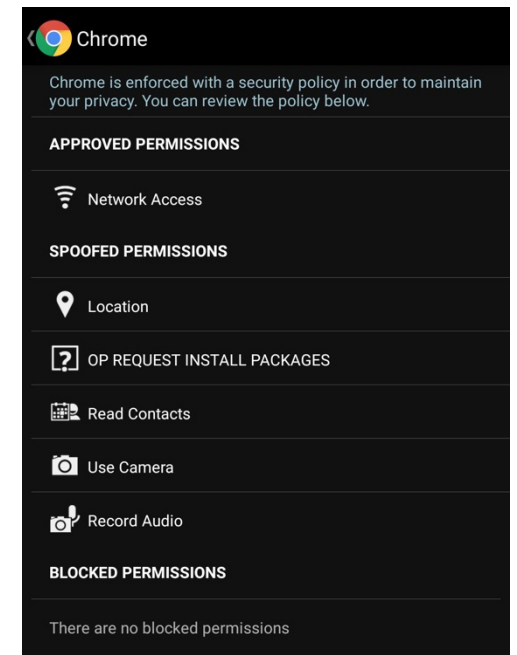 Chrome
Chrome is enforced with a security policy in order to maintain
your privacy. You can review the policy below.
APPROVED PERMISSIONS
Network Access
SPOOFED PERMISSIONS
Location
OP REQUEST INSTALL PACKAGES
Read Contacts
Use Camera
Record Audio
BLOCKED PERMISSIONS
There are no blocked permissions